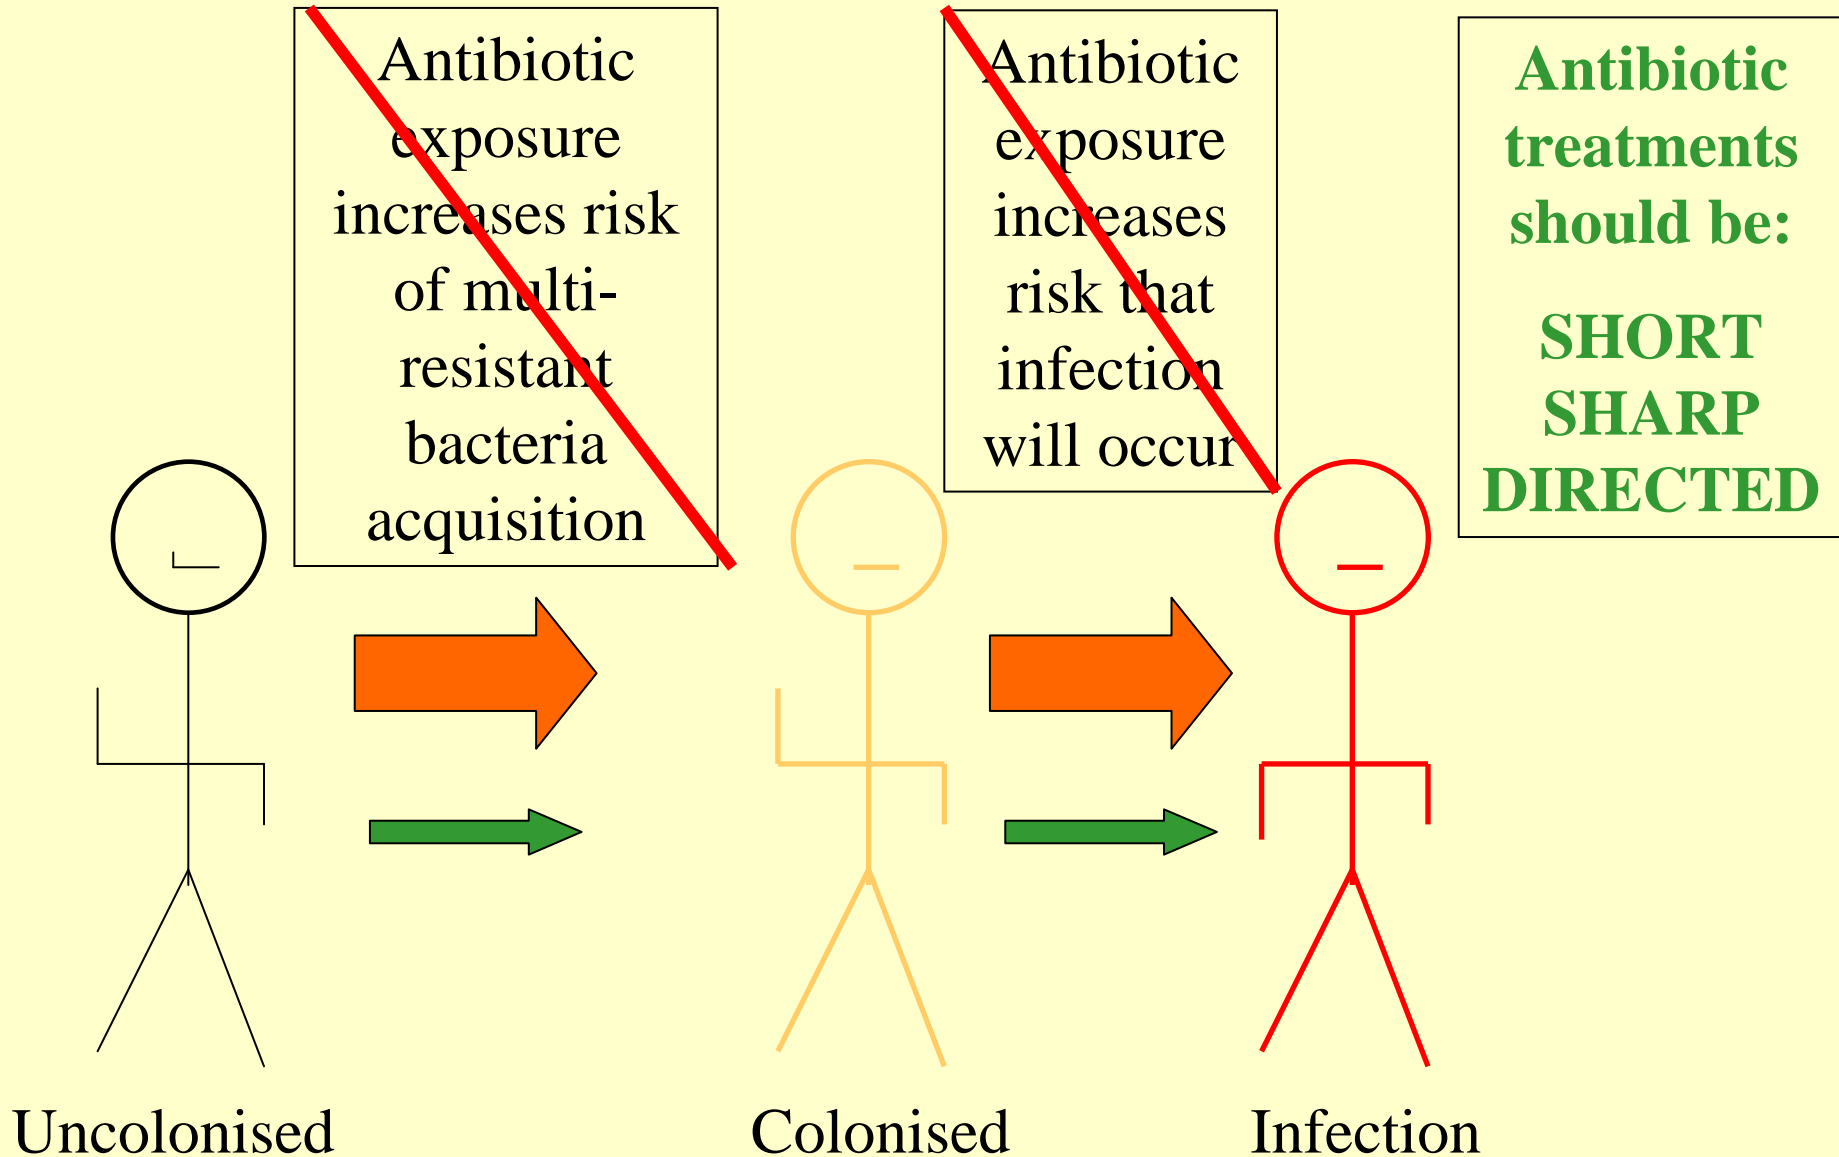 Antibiotic
exposure
increases risk
of multi-
resistant
bacteria
acquisition
Antibiotic
exposure
increases
risk that
infection
will occur
Antibiotic
treatments
should be:
SHORT
SHARP
DIRECTED
Uncolonised
Colonised
Infection